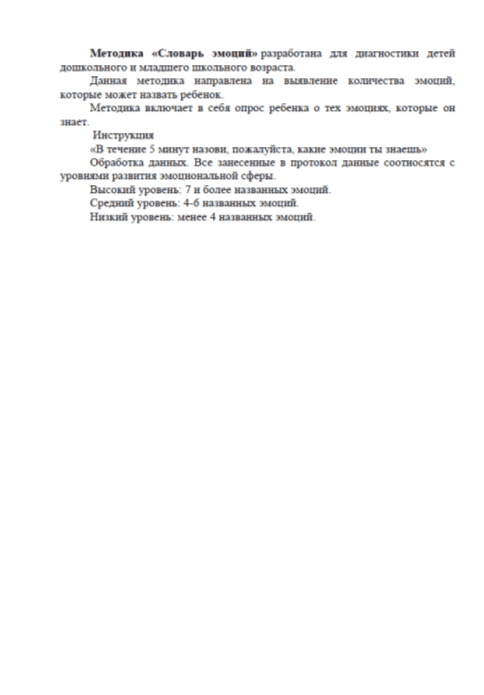 Методика «Словарь эмоций» разработана для диагностики детей
дошкольного и младшего школьного возраста.
Данная методика направлена на выявление количества эмоций,
которые может назвать ребенок.
Методика включает в себя опрос ребенка о тех эмоциях, которые он
знает.
Инструкция
«В течение 5 минут назови, пожалуйста, какие эмоции ты знаешь»
Обработка данных. Все занесенные в протокол данные соотносятся с
уровнями развития эмоциональной сферы.
Высокий уровень: 7 и более названных эмоций.
Средний уровень: 4-6 названных эмоций.
Низкий уровень: менее 4 названных эмоций.